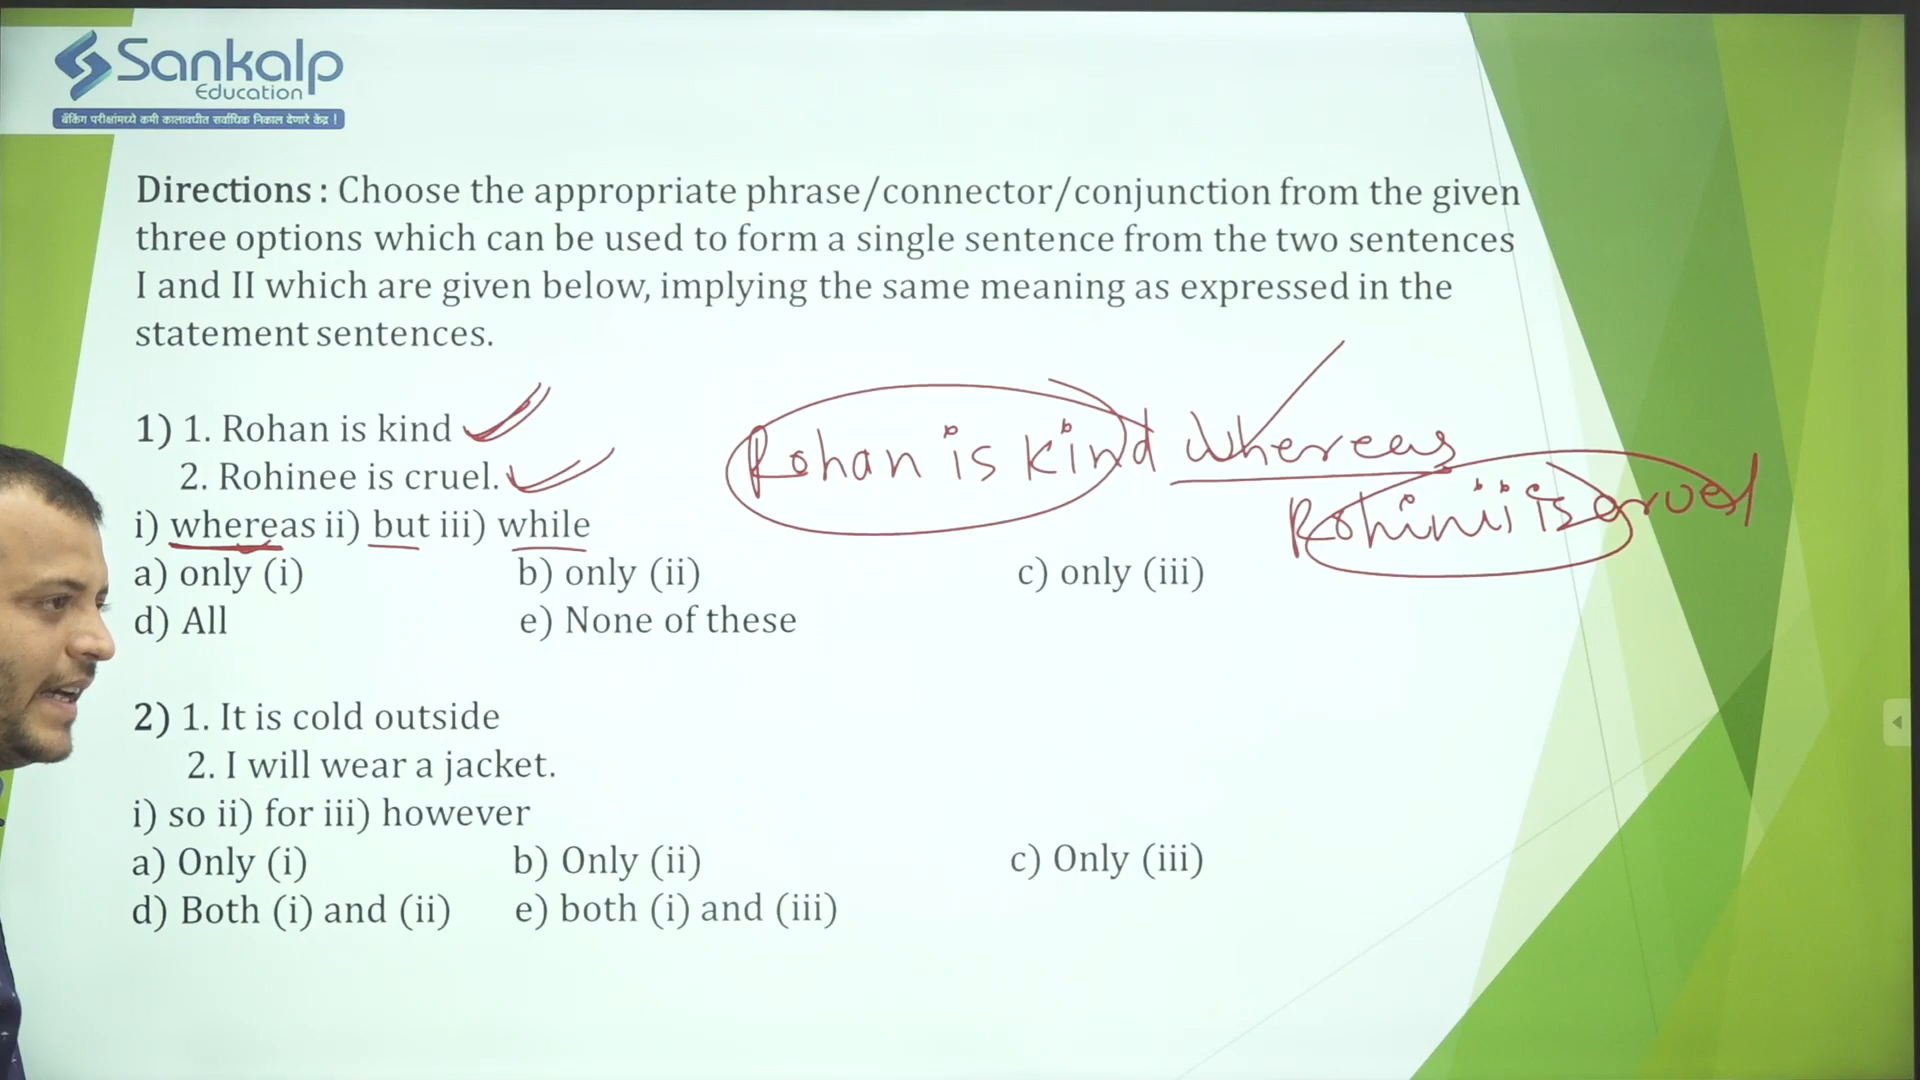 Sankalp
Education
बँकिंग परीक्षांमध्ये कमी कालावधीत सर्वाधिक निकाल देणारे केंद्र !
Directions : Choose the appropriate phrase/connector/conjunction from the given
three options which can be used to form a single sentence from the two sentences
I and II which are given below, implying the same meaning as expressed in the
statement sentences.
1) 1. Rohan is kind
2. Rohinee is cruel.
i) whereas ii) but iii) while
a) only (i) b) only (ii) c) only (iii)
d) All e) None of these
Rohan is kind whereas
Rohinii is cruel
2) 1. It is cold outside
2. I will wear a jacket.
i) so ii) for iii) however
a) Only (i) b) Only (ii) c) Only (iii)
d) Both (i) and (ii) e) both (i) and (iii)